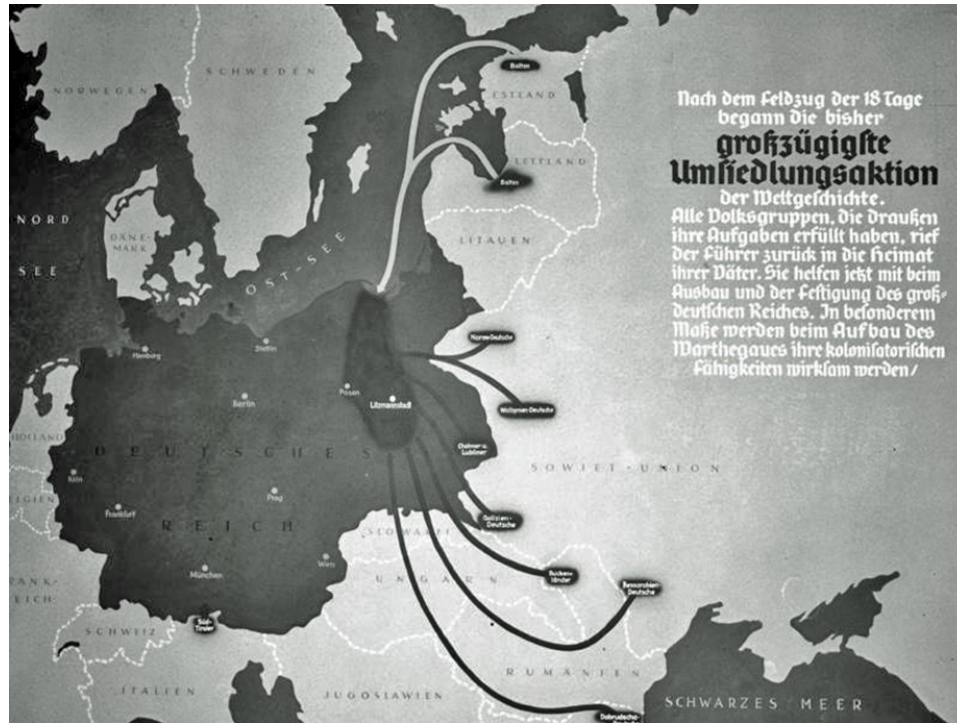 NORWEGEN
SCHWEDEN
Balten
ESTLAND
LETTLAND
Balten
LITAUEN
NORD
SEE
DÄNE-
MARK
OST-SEE
Nach dem Feldzug der 18 Tage
begann die bisher
großzügigste
Umsiedlungsaktion
der Weltgeschichte.
Alle Volksgruppen, die draußen
ihre Aufgaben erfüllt haben, rief
der Führer zurück in die Heimat
ihrer Väter. Sie helfen jetzt mit beim
Ausbau und der Festigung des groß-
deutschen Reiches. In besonderem
Maße werden beim Aufbau des
Warthegaues ihre kolonisatorischen
Fähigkeiten wirksam werden/
Hamburg
Stettin
Narew-Deutsche
Berlin
Posen
Litzmannstadt
Wolhynien-Deutsche
HOLLAND
DEUTSCHES
Cholmer-u.
Lubliner
SOWJET-UNION
Köln
BELGIEN
Frankfurt
Prag
REICH
Galizien-
Deutsche
SLOWAKEI
München
Wien
UNGARN
Buchen-
länder
Bessarabien-
Deutsche
FRANK-
REICH
SCHWEIZ
Süd-
Tiroler
RUMÄNIEN
ITALIEN
JUGOSLAWIEN
SCHWARZES MEER
Dobrudscha-